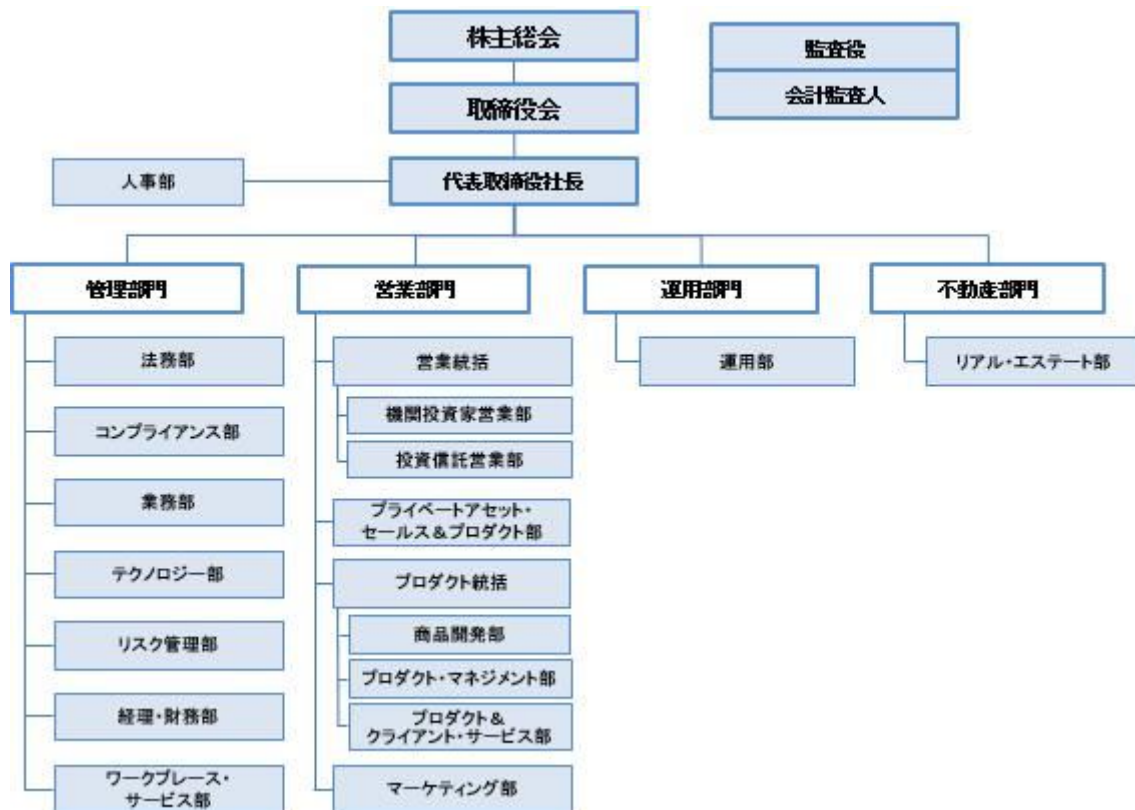 株主総会
監査役
取締役会
会計監査人
人事部
代表取締役社長
管理部門
営業部門
運用部門
不動産部門
法務部
コンプライアンス部
業務部
テクノロジー部
リスク管理部
経理・財務部
ワークプレース・
サービス部
営業統括
機関投資家営業部
投資信託営業部
プライベートアセット・
セールス&プロダクト部
プロダクト統括
商品開発部
プロダクト・マネジメント部
プロダクト&
クライアント・サービス部
マーケティング部
運用部
リアル・エステート部